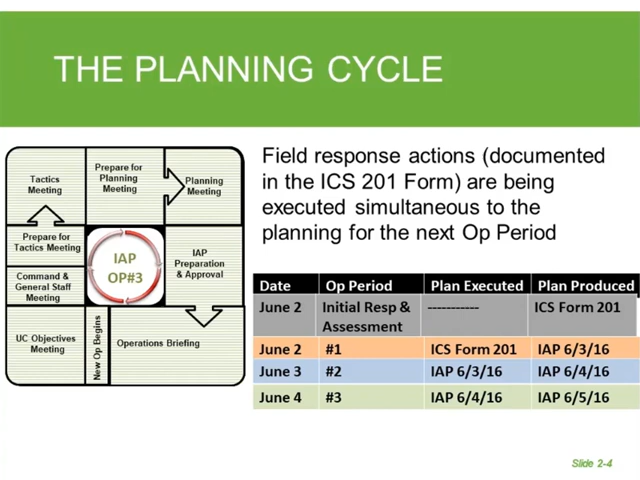 THE PLANNING CYCLE
Tactics
Meeting
Prepare for
Planning
Meeting
Planning
Meeting
Prepare for
Tactics Meeting
Command &
General Staff
Meeting
IAP
OP#3
IAP
Preparation
& Approval
UC Objectives
Meeting
New Op Begins
Operations Briefing
Field response actions (documented
in the ICS 201 Form) are being
executed simultaneous to the
planning for the next Op Period
Date Op Period Plan Executed Plan Produced
June 2 Initial Resp & ----------- ICS Form 201
Assessment
June 2 #1 ICS Form 201 IAP 6/3/16
June 3 #2 IAP 6/3/16 IAP 6/4/16
June 4 #3 IAP 6/4/16 IAP 6/5/16
Slide 2-4